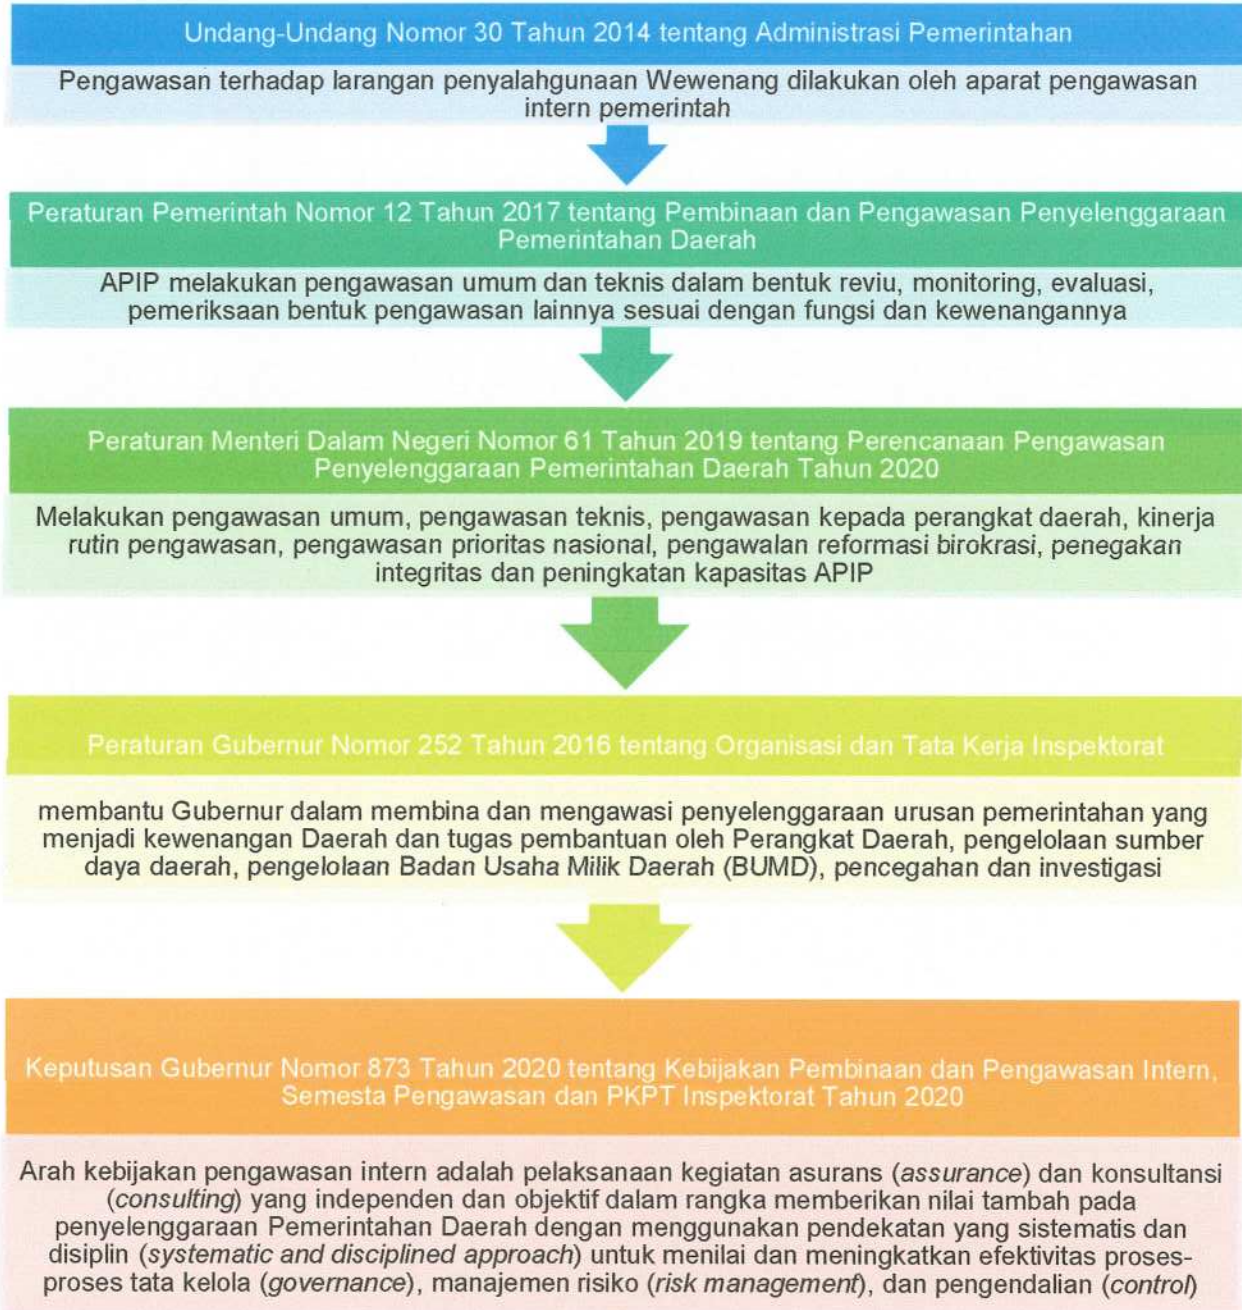 Undang-Undang Nomor 30 Tahun 2014 tentang Administrasi Pemerintahan
Pengawasan terhadap larangan penyalahgunaan Wewenang dilakukan oleh aparat pengawasan
intern pemerintah
Peraturan Pemerintah Nomor 12 Tahun 2017 tentang Pembinaan dan Pengawasan Penyelenggaraan
Pemerintahan Daerah
APIP melakukan pengawasan umum dan teknis dalam bentuk reviu, monitoring, evaluasi,
pemeriksaan bentuk pengawasan lainnya sesuai dengan fungsi dan kewenangannya
Peraturan Menteri Dalam Negeri Nomor 61 Tahun 2019 tentang Perencanaan Pengawasan
Penyelenggaraan Pemerintahan Daerah Tahun 2020
Melakukan pengawasan umum, pengawasan teknis, pengawasan kepada perangkat daerah, kinerja
rutin pengawasan, pengawasan prioritas nasional, pengawalan reformasi birokrasi, penegakan
integritas dan peningkatan kapasitas APIP
Peraturan Gubernur Nomor 252 Tahun 2016 tentang Organisasi dan Tata Kerja Inspektorat
membantu Gubernur dalam membina dan mengawasi penyelenggaraan urusan pemerintahan yang
menjadi kewenangan Daerah dan tugas pembantuan oleh Perangkat Daerah, pengelolaan sumber
daya daerah, pengelolaan Badan Usaha Milik Daerah (BUMD), pencegahan dan investigasi
Keputusan Gubernur Nomor 873 Tahun 2020 tentang Kebijakan Pembinaan dan Pengawasan Intern,
Semesta Pengawasan dan PKPT Inspektorat Tahun 2020
Arah kebijakan pengawasan intern adalah pelaksanaan kegiatan asurans (assurance) dan konsultansi
(consulting) yang independen dan objektif dalam rangka memberikan nilai tambah pada
penyelenggaraan Pemerintahan Daerah dengan menggunakan pendekatan yang sistematis dan
disiplin (systematic and disciplined approach) untuk menilai dan meningkatkan efektivitas proses-
proses tata kelola (governance), manajemen risiko (risk management), dan pengendalian (control)